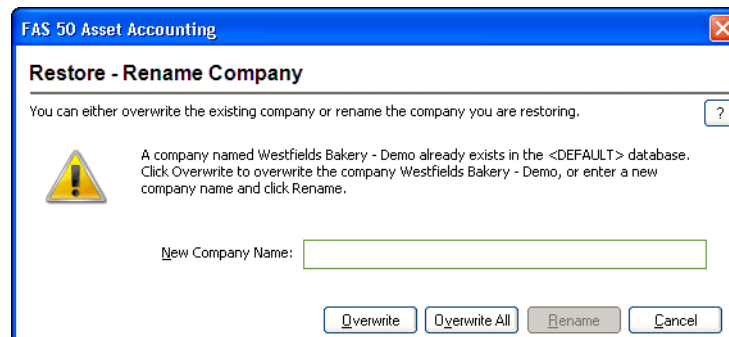 FAS 50 Asset Accounting
Restore - Rename Company
You can either overwrite the existing company or rename the company you are restoring.
?
A company named Westfields Bakery - Demo already exists in the <DEFAULT> database.
Click Overwrite to overwrite the company Westfields Bakery - Demo, or enter a new
company name and click Rename.
New Company Name:
Overwrite Overwrite All Rename Cancel